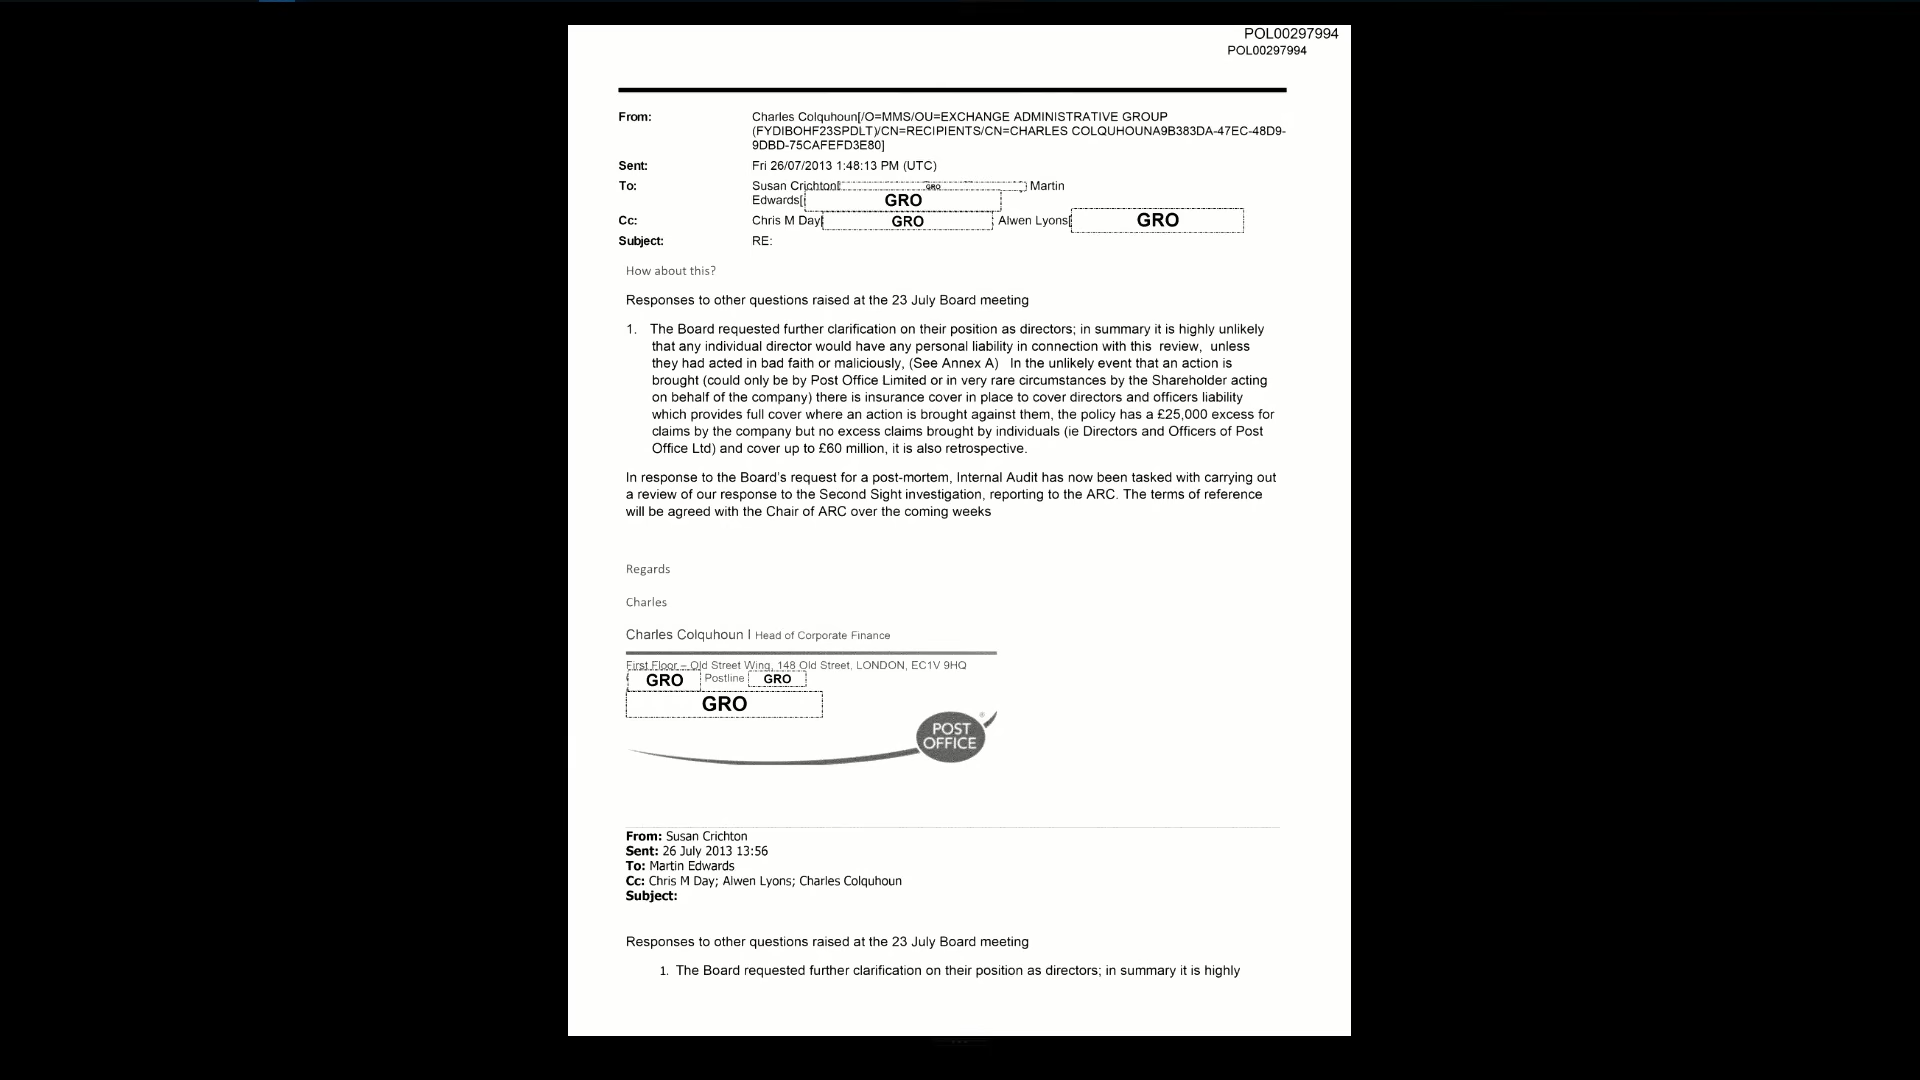 POL00297994
POL00297994
From: Charles Colquhoun[/O=MMS/OU=EXCHANGE ADMINISTRATIVE GROUP
(FYDIBOHF23SPDLT)/CN=RECIPIENTS/CN=CHARLES COLQUHOUNA9B383DA-47EC-48D9-
9DBD-75CAFEFD3E80]
Sent: Fri 26/07/2013 1:48:13 PM (UTC)
To: Susan Crichton[ GRO Martin
Edwards[ GRO
Cc: Chris M Day[ GRO ; Alwen Lyons[ GRO
Subject: RE:
How about this?
Responses to other questions raised at the 23 July Board meeting
1. The Board requested further clarification on their position as directors; in summary it is highly unlikely
that any individual director would have any personal liability in connection with this review, unless
they had acted in bad faith or maliciously, (See Annex A) In the unlikely event that an action is
brought (could only be by Post Office Limited or in very rare circumstances by the Shareholder acting
on behalf of the company) there is insurance cover in place to cover directors and officers liability
which provides full cover where an action is brought against them, the policy has a £25,000 excess for
claims by the company but no excess claims brought by individuals (ie Directors and Officers of Post
Office Ltd) and cover up to £60 million, it is also retrospective.
In response to the Board's request for a post-mortem, Internal Audit has now been tasked with carrying out
a review of our response to the Second Sight investigation, reporting to the ARC. The terms of reference
will be agreed with the Chair of ARC over the coming weeks
Regards
Charles
Charles Colquhoun I Head of Corporate Finance
First Floor – Old Street Wing, 148 Old Street, LONDON, EC1V 9HQ
GRO Postline GRO
GRO
POST
OFFICE®
From: Susan Crichton
Sent: 26 July 2013 13:56
To: Martin Edwards
Cc: Chris M Day; Alwen Lyons; Charles Colquhoun
Subject:
Responses to other questions raised at the 23 July Board meeting
1. The Board requested further clarification on their position as directors; in summary it is highly